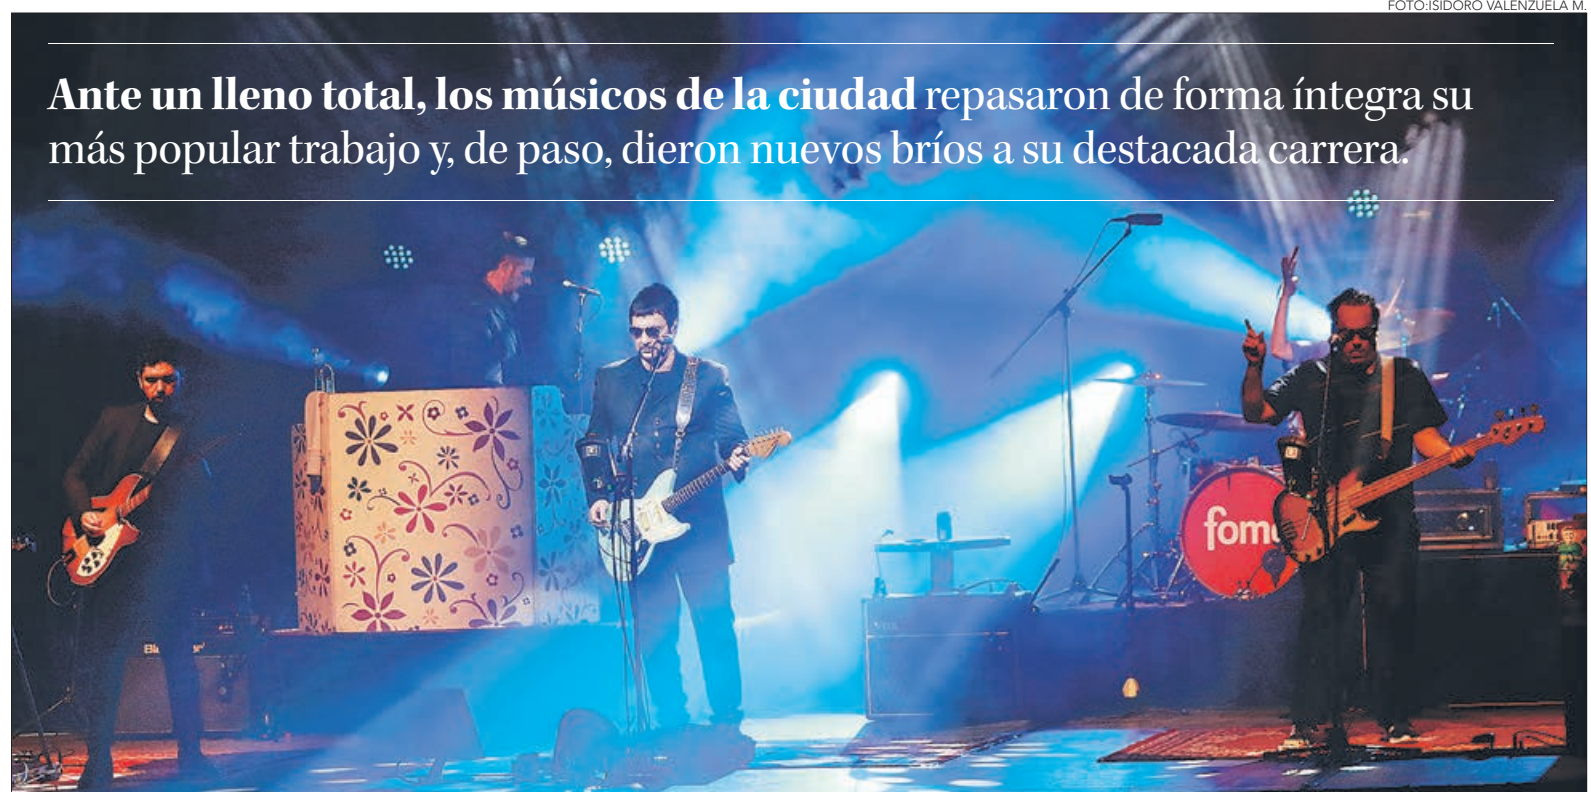 FOTO:ISIDORO VALENZUELA M.
Ante un lleno total, los músicos de la ciudad repasaron de forma íntegra su
más popular trabajo y, de paso, dieron nuevos bríos a su destacada carrera.
fome